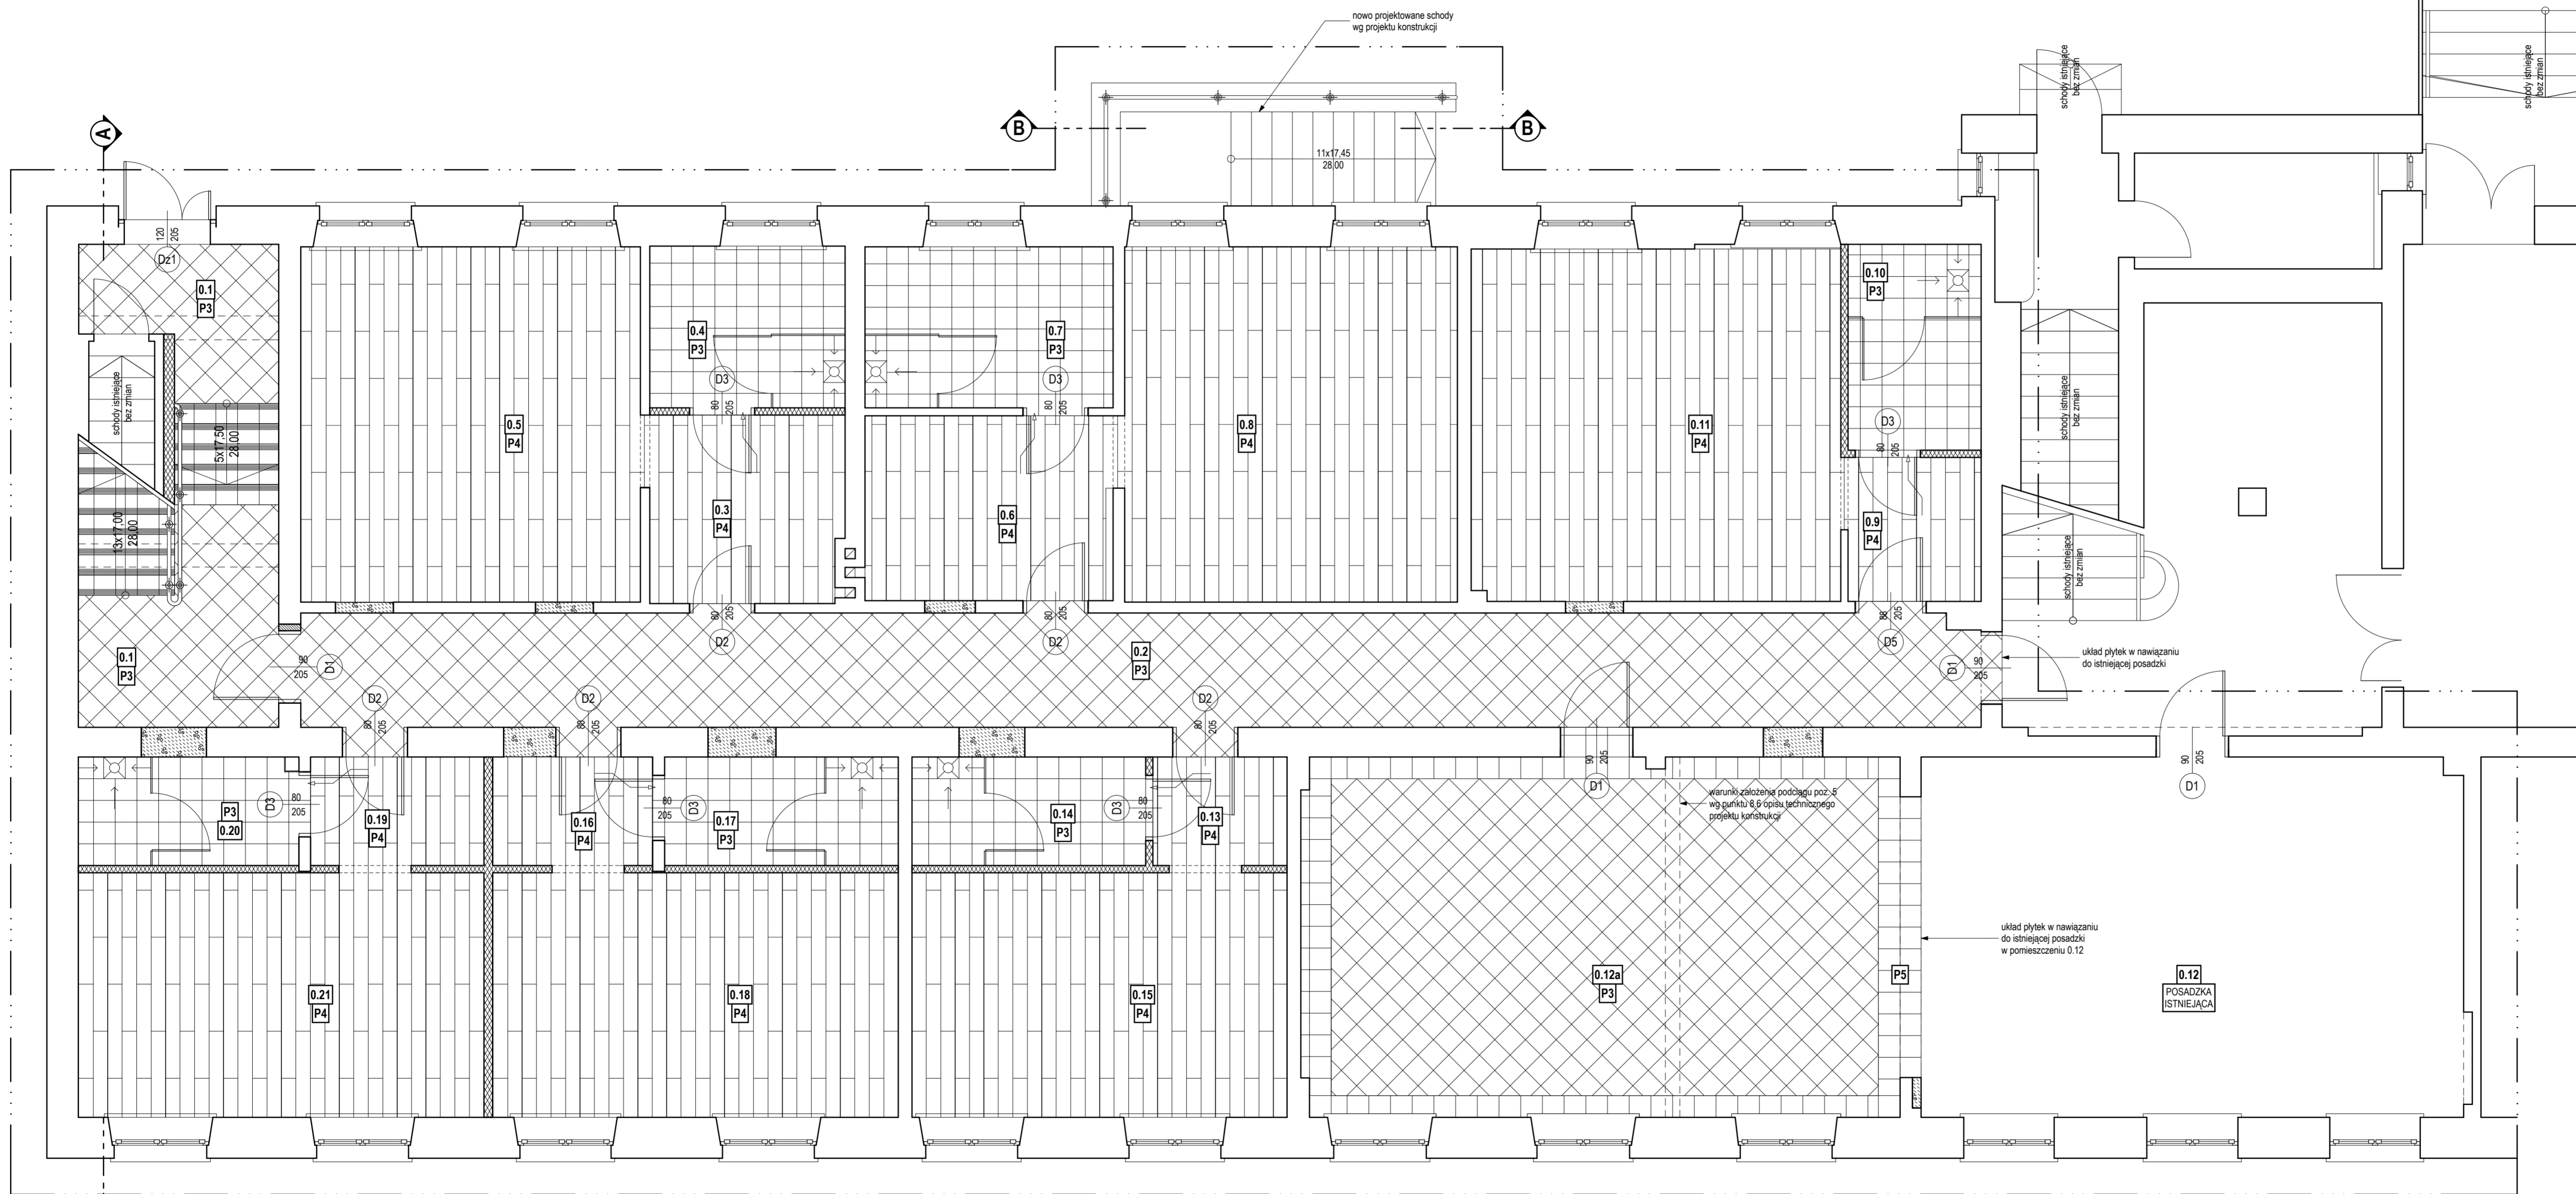 nowo projektowane schody
wg projektu konstrukcji
schody istniejące
bez zmian
schody istniejące
bez zmian
A
B
B
11x17,45
28.00
120
205
Dz1
0.1
P3
schody istniejące
bez zmian
5x17,50
28.00
13x17,00
28.00
0.5
P4
0.4
P3
D3
80
205
0.3
P4
80
205
D2
0.7
P3
D3
80
205
0.6
P4
80
205
D2
0.8
P4
0.11
P4
0.10
P3
D3
80
205
0.9
P4
88
205
D5
schody istniejące
bez zmian
schody istniejące
bez zmian
0.1
P3
90
205
D1
0.2
P3
D1
90
205
układ płytek w nawiązaniu
do istniejącej posadzki
D2
80
205
D2
80
205
D2
80
205
90
205
D1
90
205
D1
P3
0.20
D3
80
205
0.19
P4
0.16
P4
80
205
D3
0.17
P3
0.14
P3
D3
80
205
0.13
P4
warunki założenia podciągu poz. 5
wg punktu 8.6 opisu technicznego
projektu konstrukcji
układ płytek w nawiązaniu
do istniejącej posadzki
w pomieszczeniu 0.12
0.21
P4
0.18
P4
0.15
P4
0.12a
P3
P5
0.12
POSADZKA
ISTNIEJĄCA